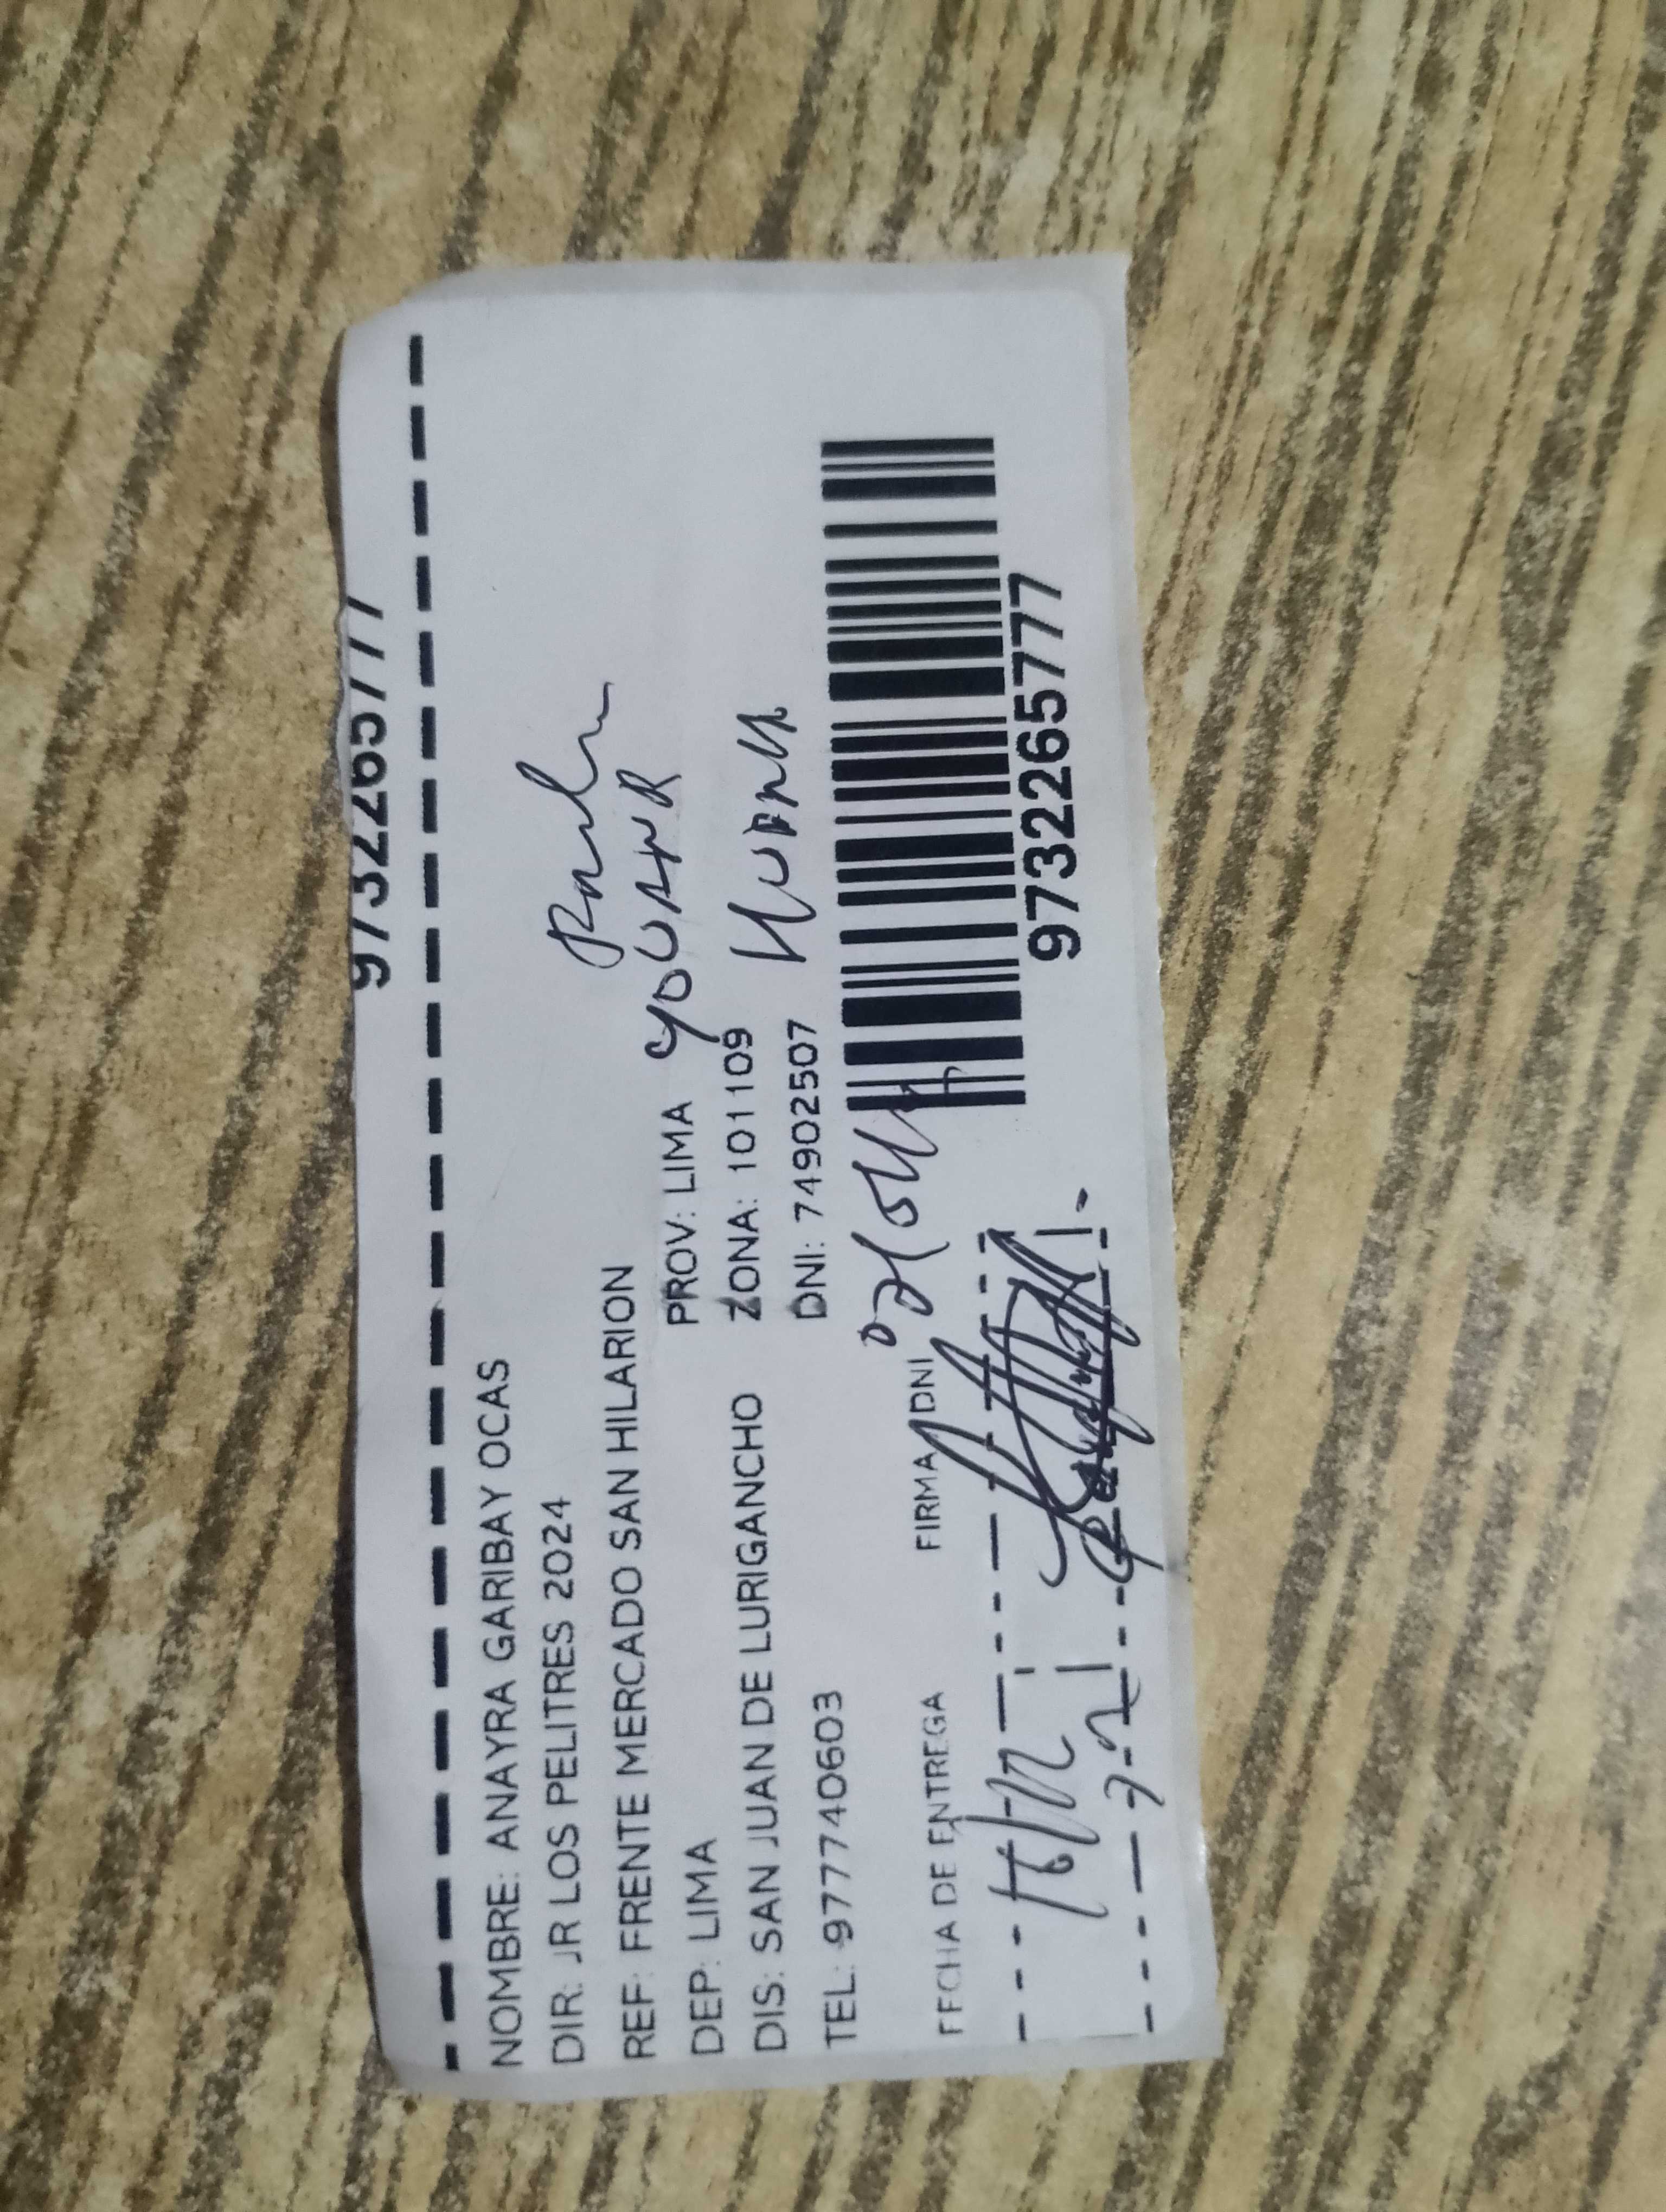 9732265777
NOMBRE: ANAYRA GARIBAY OCAS
DIR: JR LOS PELITRES 2024
REF: FRENTE MERCADO SAN HILARION
DEP: LIMA PROV: LIMA
DIS: SAN JUAN DE LURIGANCHO ZONA: 101109
TEL: 977740603 DNI: 74902507
FECHA DE ENTREGA FIRMA DNI
9732265777